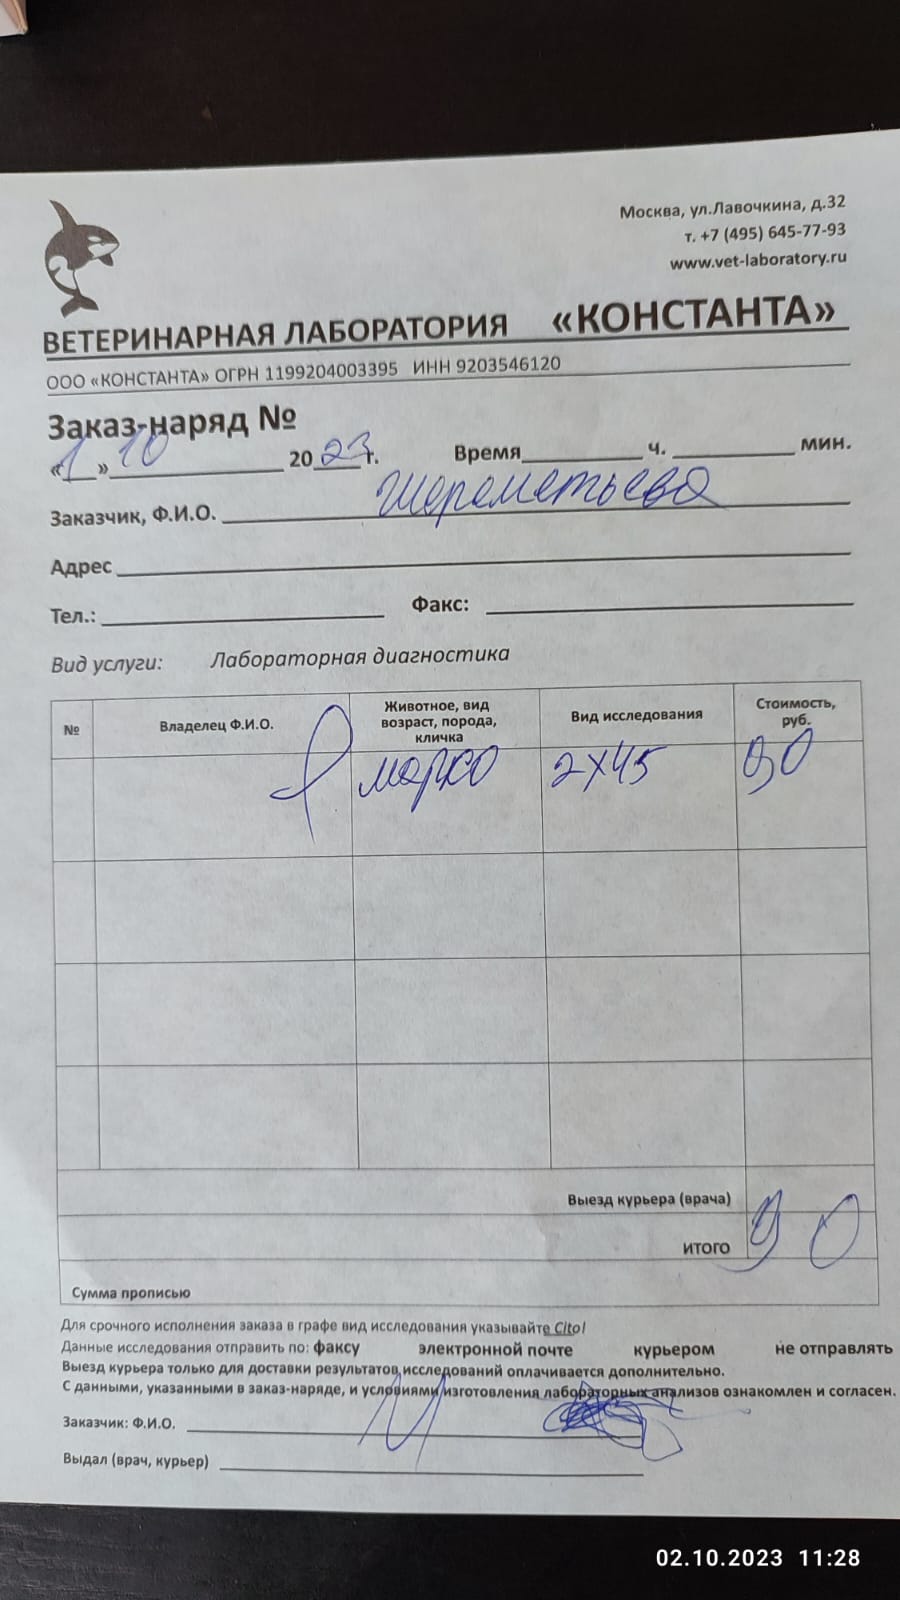 Москва, ул.Лавочкина, д.32
т. +7 (495) 645-77-93
www.vet-laboratory.ru
ВЕТЕРИНАРНАЯ ЛАБОРАТОРИЯ «КОНСТАНТА»
ООО «КОНСТАНТА» ОГРН 1199204003395 ИНН 9203546120
Заказ-наряд №
«1» 10 2023г. Время ч. мин.
Заказчик, Ф.И.О. Шереметьева
Адрес
Тел.: Факс:
Вид услуги: Лабораторная диагностика
№ Владелец Ф.И.О. Животное, вид возраст, порода, кличка Вид исследования Стоимость, руб.
марко 2х45 90
Выезд курьера (врача)
ИТОГО 90
Сумма прописью
Для срочного исполнения заказа в графе вид исследования указывайте Cito!
Данные исследования отправить по: факсу электронной почте курьером не отправлять
Выезд курьера только для доставки результатов исследований оплачивается дополнительно.
С данными, указанными в заказ-наряде, и условиями изготовления лабораторных анализов ознакомлен и согласен.
Заказчик: Ф.И.О.
Выдал (врач, курьер)
02.10.2023 11:28